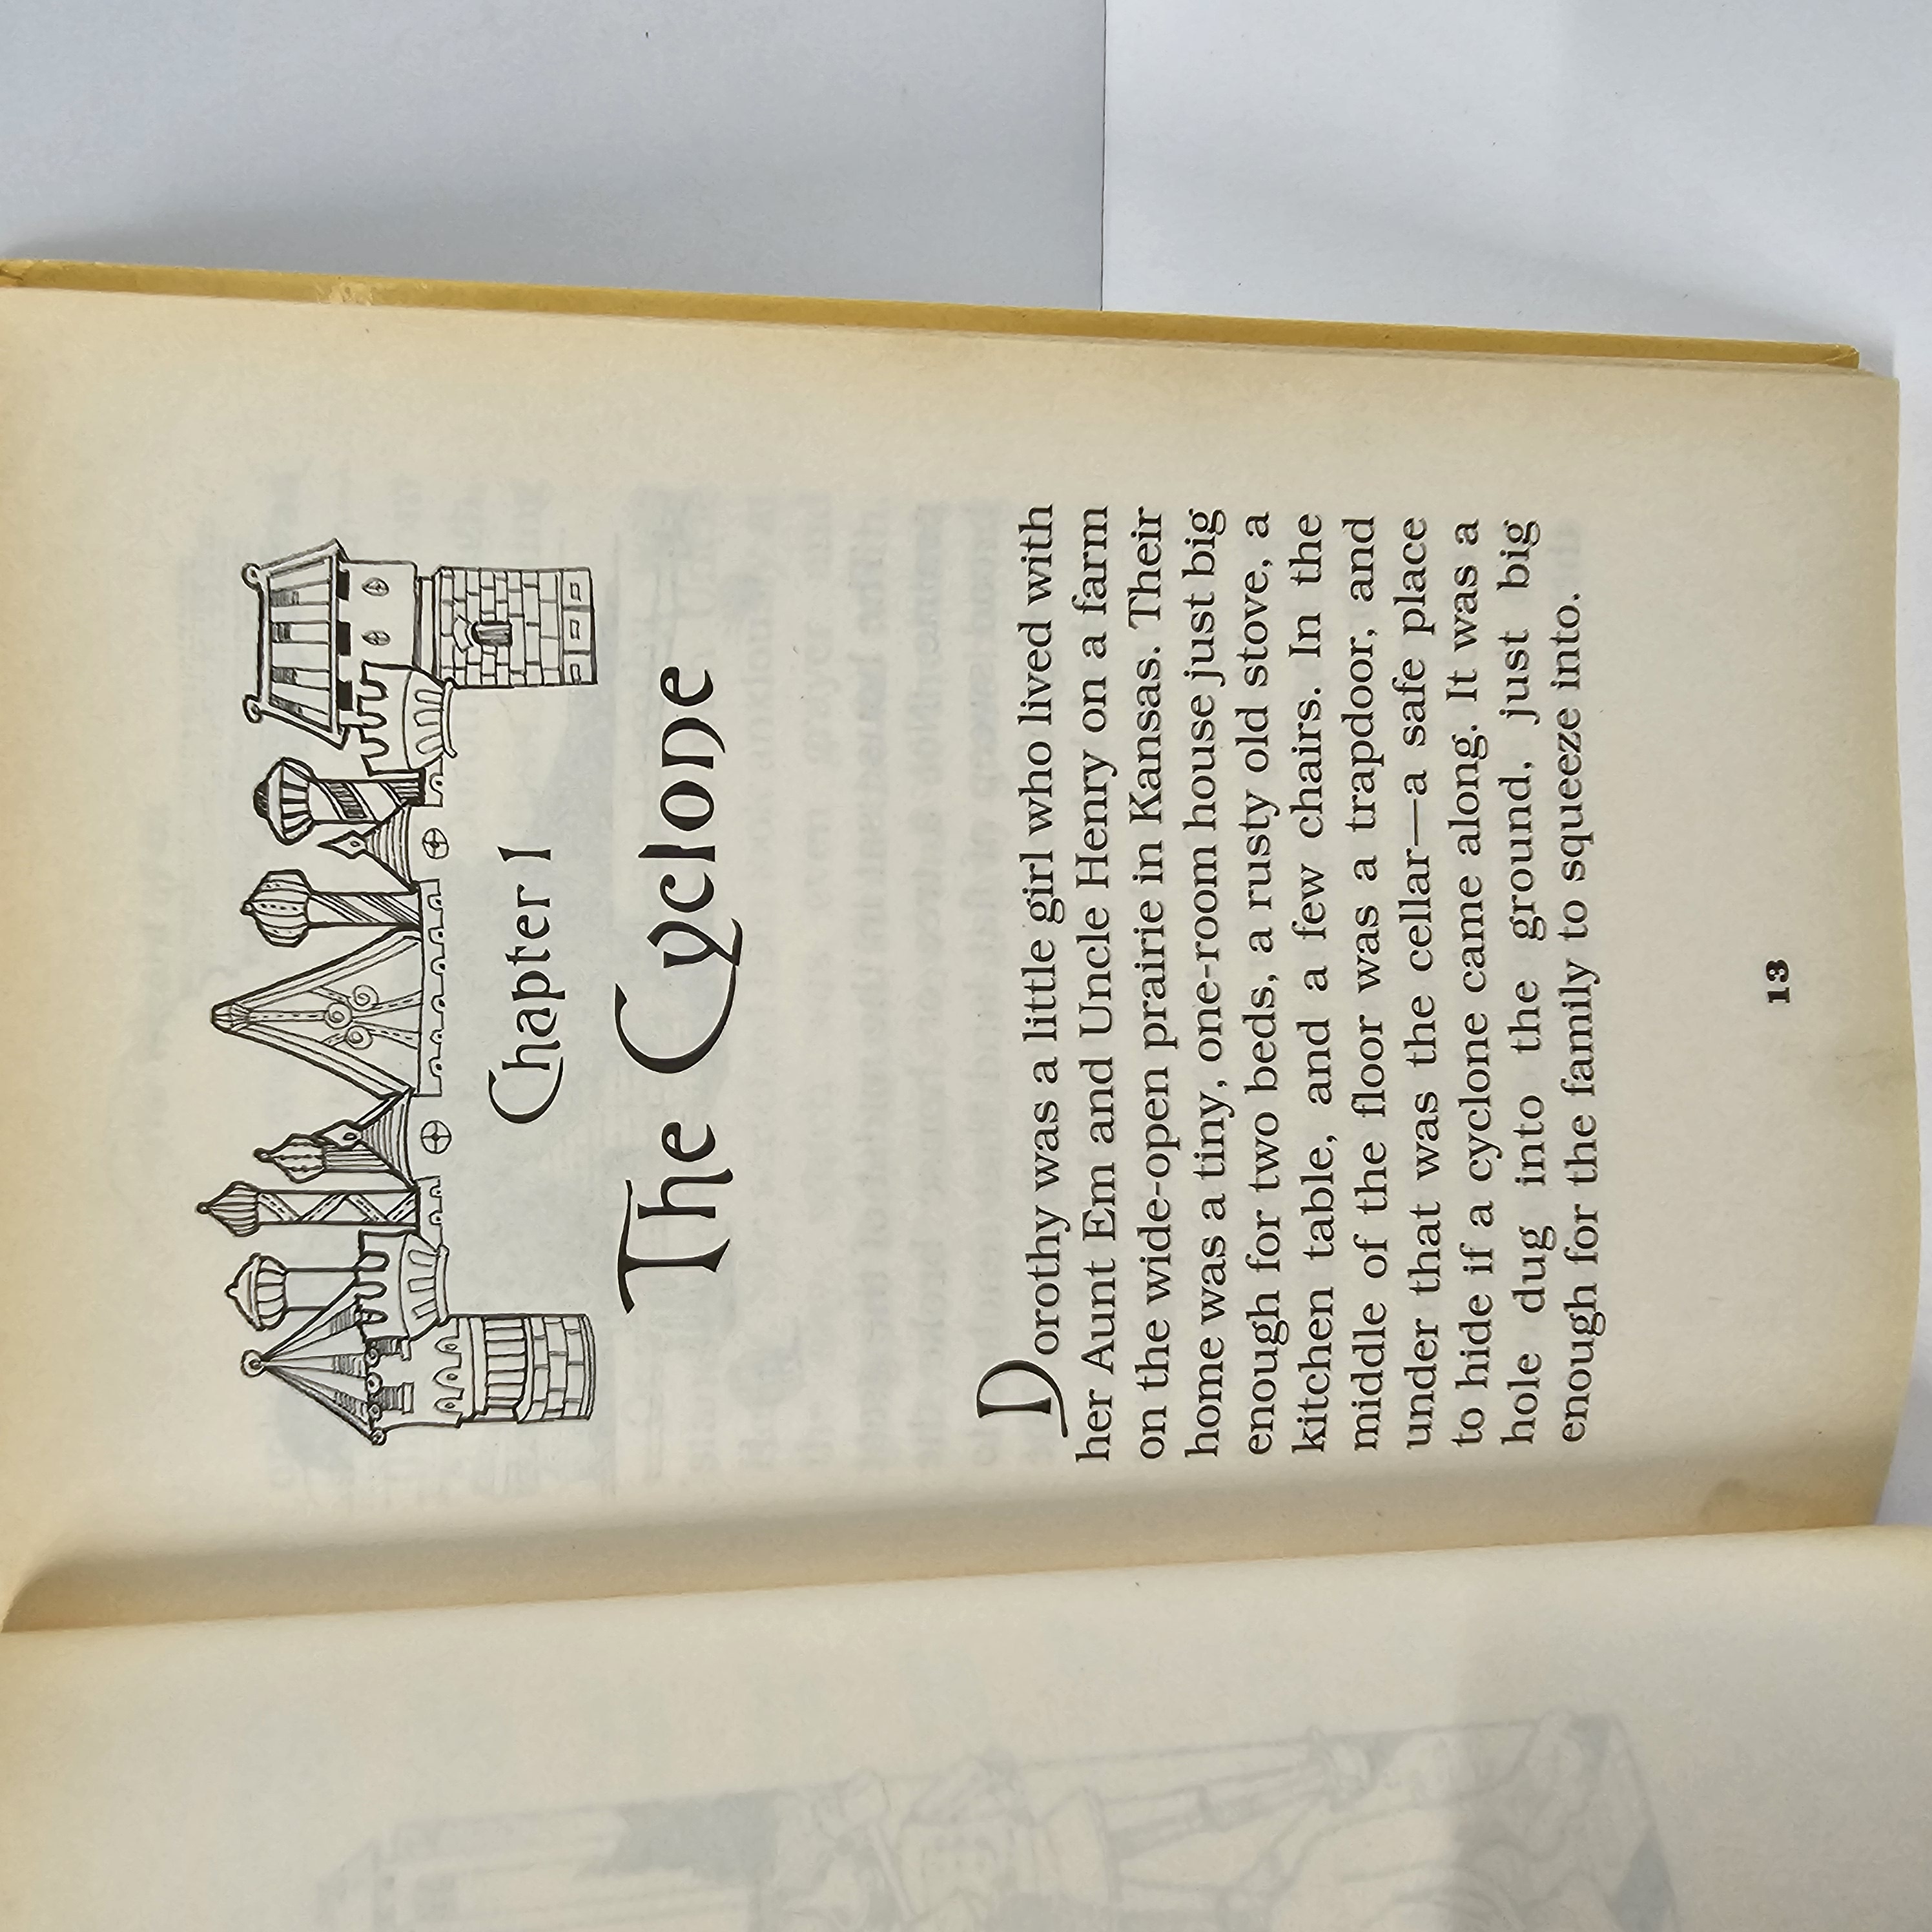 Chapter 1
The Cyclone
Dorothy was a little girl who lived with
her Aunt Em and Uncle Henry on a farm
on the wide-open prairie in Kansas. Their
home was a tiny, one-room house just big
enough for two beds, a rusty old stove, a
kitchen table, and a few chairs. In the
middle of the floor was a trapdoor, and
under that was the cellar—a safe place
to hide if a cyclone came along. It was a
hole dug into the ground, just big
enough for the family to squeeze into.
13